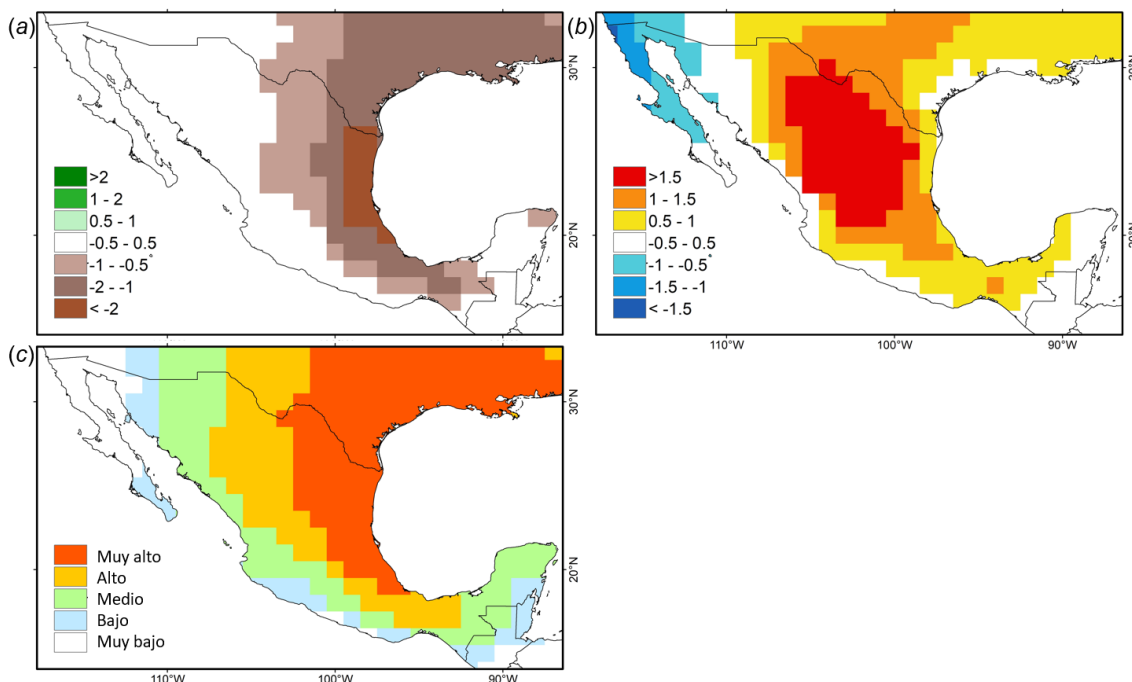 (a)
30°N
20°N
>2
1 - 2
0.5 - 1
-0.5 - 0.5
-1 - -0.5°
-2 - -1
< -2
(b)
20°N
>1.5
1 - 1.5
0.5 - 1
-0.5 - 0.5
-1 - -0.5°
-1.5 - -1
< -1.5
110°W
100°W
90°W
(c)
30°N
20°N
Muy alto
Alto
Medio
Bajo
Muy bajo
110°W
100°W
90°W